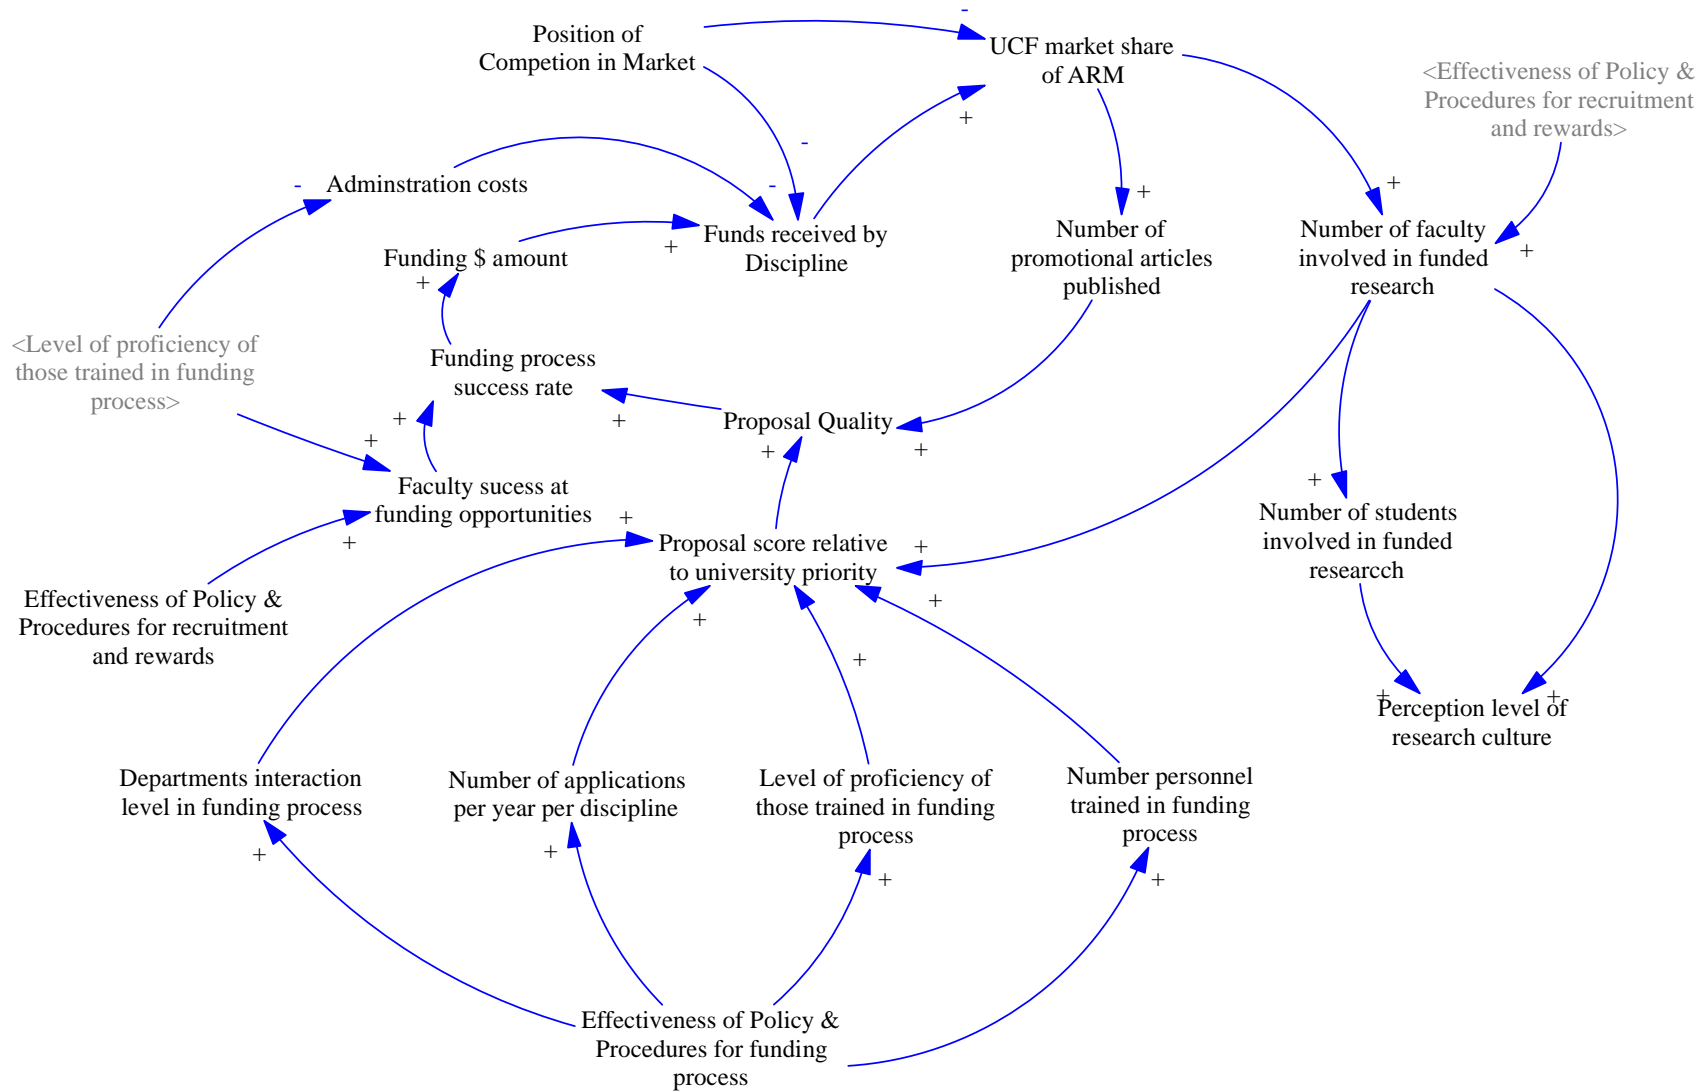 Position of
Competion in Market
-
UCF market share
of ARM
<Effectiveness of Policy &
Procedures for recruitment
and rewards>
+
-
-
Adminstration costs
-
+
+
Funding $ amount
+
+
Funds received by
Discipline
Number of
promotional articles
published
Number of faculty
involved in funded
research
+
<Level of proficiency of
those trained in funding
process>
Funding process
success rate
+
+
Proposal Quality
+
+
+
Faculty sucess at
funding opportunities
+
+
+
Number of students
involved in funded
researcch
Proposal score relative
to university priority
+
+
+
+
Effectiveness of Policy &
Procedures for recruitment
and rewards
+
+
Perception level of
research culture
Departments interaction
level in funding process
Number of applications
per year per discipline
Level of proficiency of
those trained in funding
process
Number personnel
trained in funding
process
+
+
+
+
Effectiveness of Policy &
Procedures for funding
process